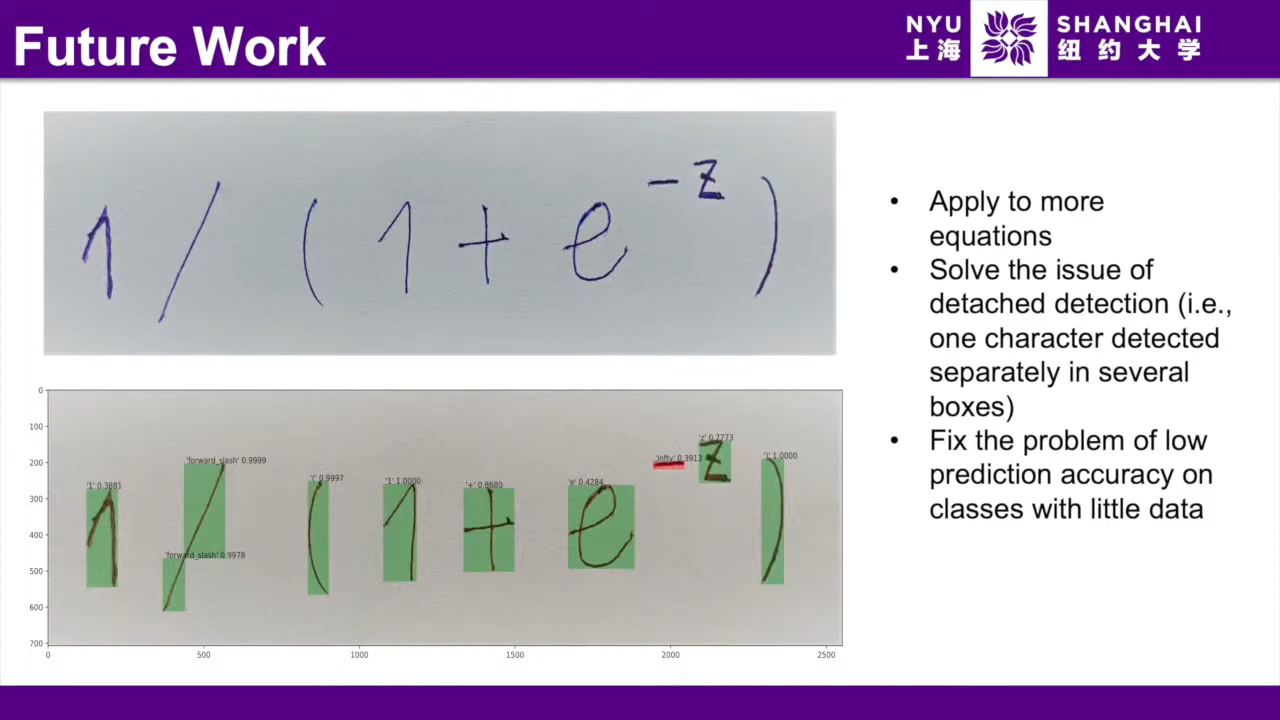 Future Work
NYU SHANGHAI
上海 纽约大学
1 / ( 1 + e^-z )
• Apply to more
equations
• Solve the issue of
detached detection (i.e.,
one character detected
separately in several
boxes)
• Fix the problem of low
prediction accuracy on
classes with little data
0
100
200
300
400
500
600
700
'1' 0.3881
'forward_slash' 0.9999
'forward_slash' 0.9978
'(' 0.9997
'1' 1.0000
'+' 0.8680
'e' 0.4284
'infty' 0.3913
'z' 0.7773
')' 1.0000
1 / ( 1 + e - z )
0 500 1000 1500 2000 2500